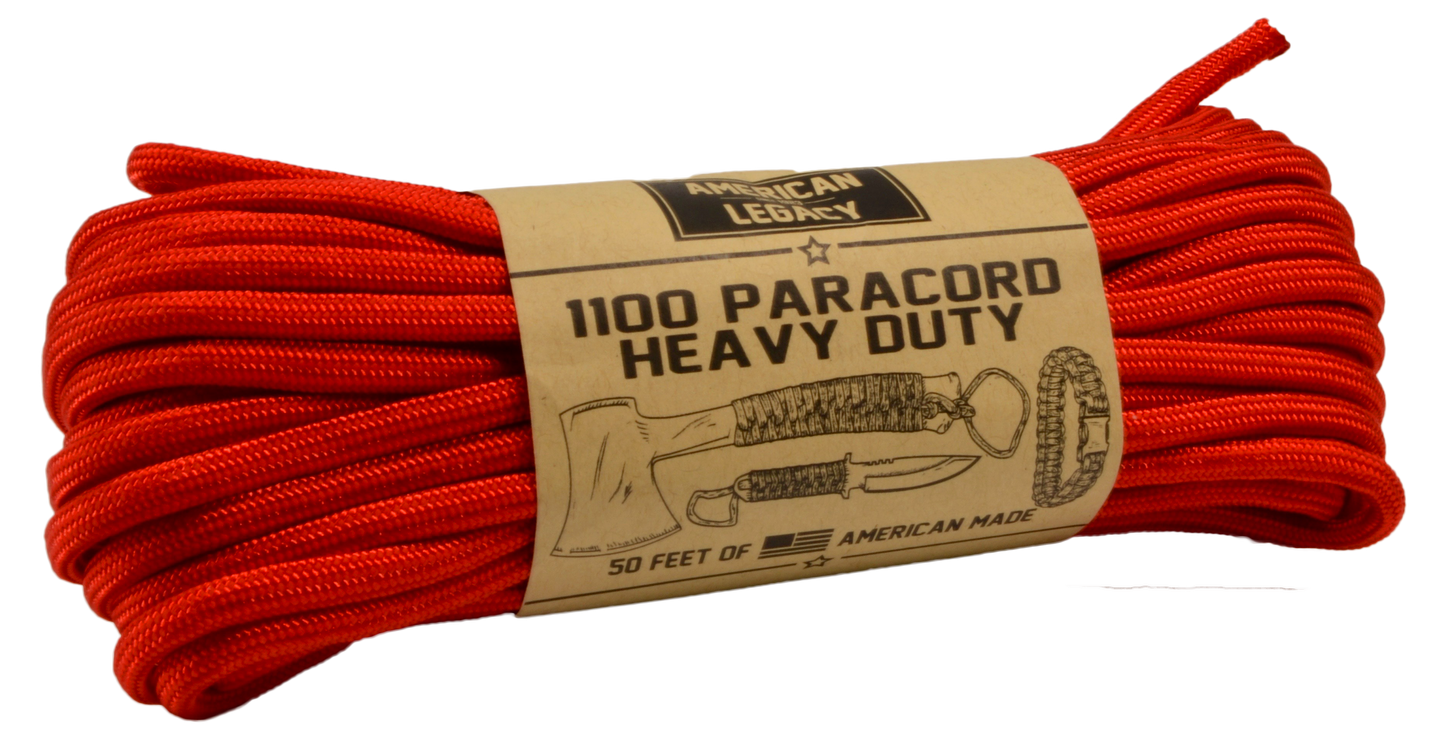 AMERICAN
LEGACY
1100 PARACORD
HEAVY DUTY
50 FEET OF AMERICAN MADE